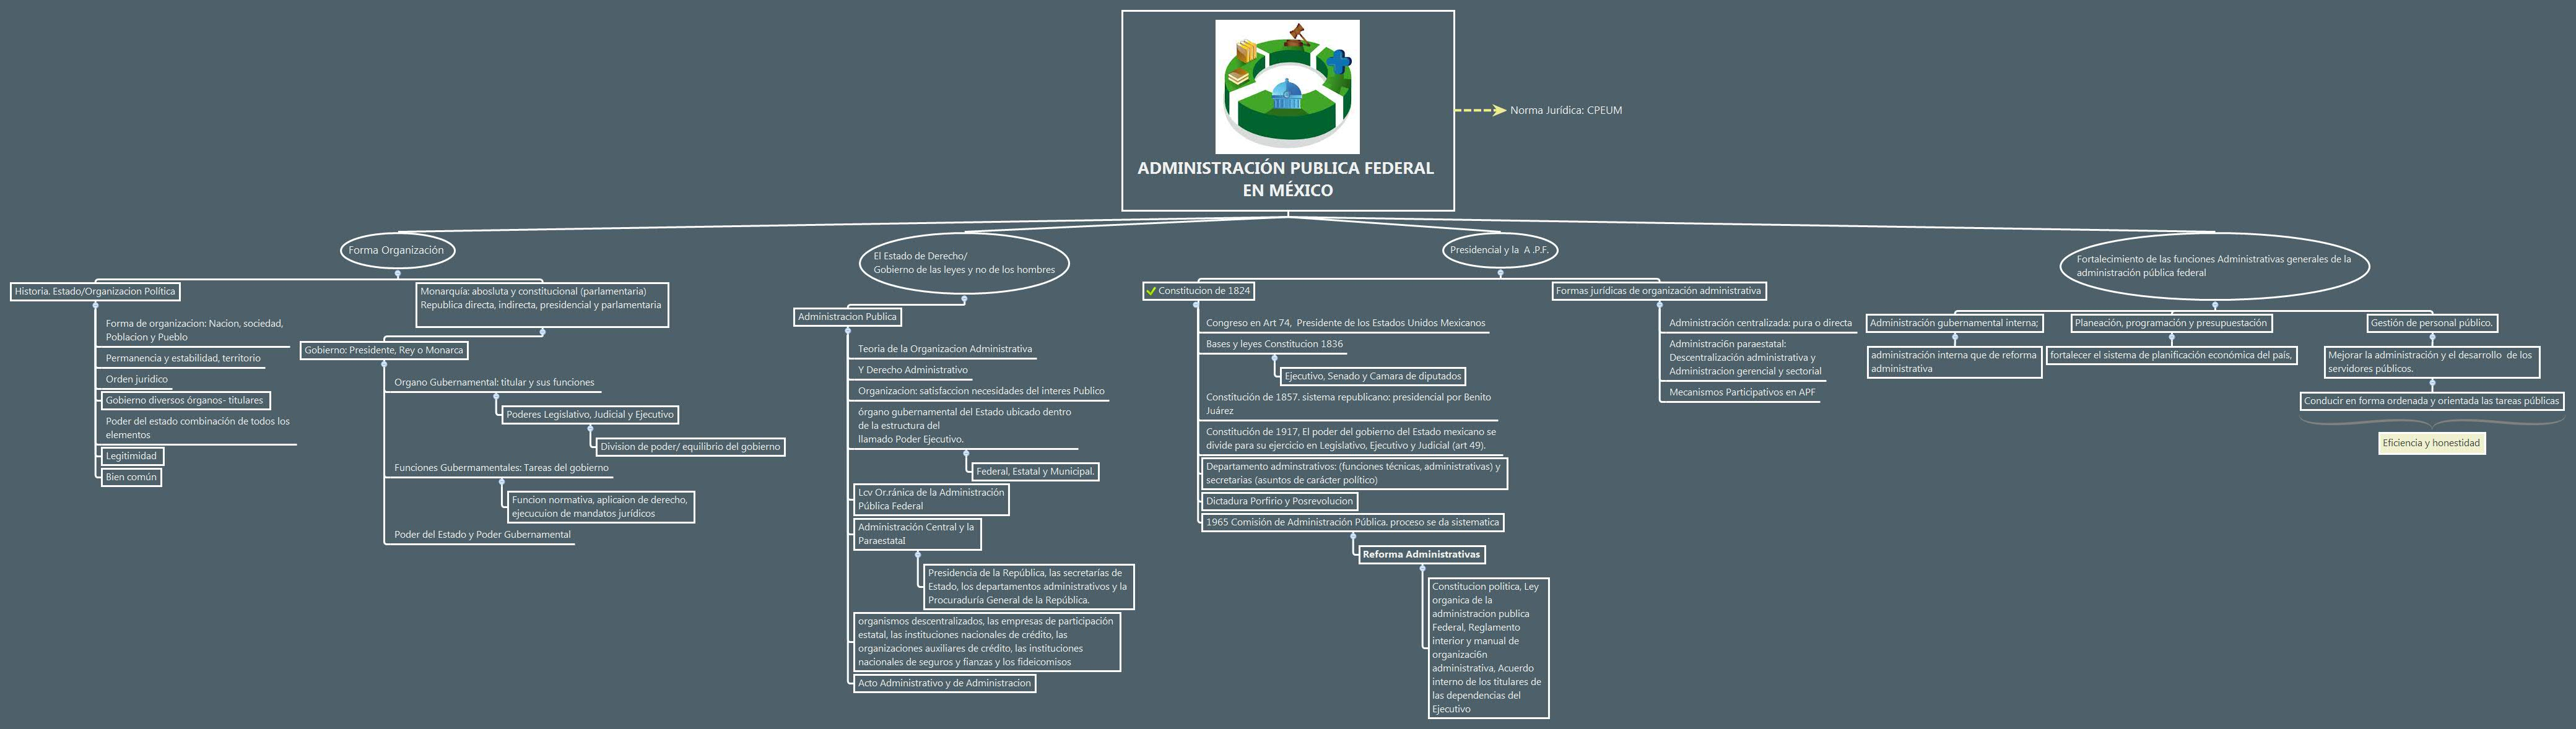 ADMINISTRACIÓN PUBLICA FEDERAL
EN MÉXICO
Norma Jurídica: CPEUM
Forma Organización
Historia. Estado/Organizacion Política
Forma de organizacion: Nacion, sociedad,
Poblacion y Pueblo
Permanencia y estabilidad, territorio
Orden juridico
Gobierno diversos órganos- titulares
Poder del estado combinación de todos los
elementos
Legitimidad
Bien común
Monarquía: abosluta y constitucional (parlamentaria)
Republica directa, indirecta, presidencial y parlamentaria
Gobierno: Presidente, Rey o Monarca
Organo Gubernamental: titular y sus funciones
Poderes Legislativo, Judicial y Ejecutivo
Division de poder/ equilibrio del gobierno
Funciones Gubermamentales: Tareas del gobierno
Funcion normativa, aplicaion de derecho,
ejecucuion de mandatos jurídicos
Poder del Estado y Poder Gubernamental
El Estado de Derecho/
Gobierno de las leyes y no de los hombres
Administracion Publica
Teoria de la Organizacion Administrativa
Y Derecho Administrativo
Organizacion: satisfaccion necesidades del interes Publico
órgano gubernamental del Estado ubicado dentro
de la estructura del
llamado Poder Ejecutivo.
Federal, Estatal y Municipal.
Lcv Or.ránica de la Administración
Pública Federal
Administración Central y la
ParaestataI
Presidencia de la República, las secretarías de
Estado, los departamentos administrativos y la
Procuraduría General de la República.
organismos descentralizados, las empresas de participación
estatal, las instituciones nacionales de crédito, las
organizaciones auxiliares de crédito, las instituciones
nacionales de seguros y fianzas y los fideicomisos
Acto Administrativo y de Administracion
Presidencial y la A .P.F.
Constitucion de 1824
Congreso en Art 74, Presidente de los Estados Unidos Mexicanos
Bases y leyes Constitucion 1836
Ejecutivo, Senado y Camara de diputados
Constitución de 1857. sistema republicano: presidencial por Benito
Juárez
Constitución de 1917, El poder del gobierno del Estado mexicano se
divide para su ejercicio en Legislativo, Ejecutivo y Judicial (art 49).
Departamento adminstrativos: (funciones técnicas, administrativas) y
secretarias (asuntos de carácter político)
Dictadura Porfirio y Posrevolucion
1965 Comisión de Administración Pública. proceso se da sistematica
Reforma Administrativas
Constitucion politica, Ley
organica de la
administracion publica
Federal, Reglamento
interior y manual de
organizaci6n
administrativa, Acuerdo
interno de los titulares de
las dependencias del
Ejecutivo
Formas jurídicas de organización administrativa
Administración centralizada: pura o directa
Administraci6n paraestatal:
Descentralización administrativa y
Administracion gerencial y sectorial
Mecanismos Participativos en APF
Fortalecimiento de las funciones Administrativas generales de la
administración pública federal
Administración gubernamental interna;
administración interna que de reforma
administrativa
Planeación, programación y presupuestación
fortalecer el sistema de planificación económica del país,
Gestión de personal público.
Mejorar la administración y el desarrollo de los
servidores públicos.
Conducir en forma ordenada y orientada las tareas públicas
Eficiencia y honestidad